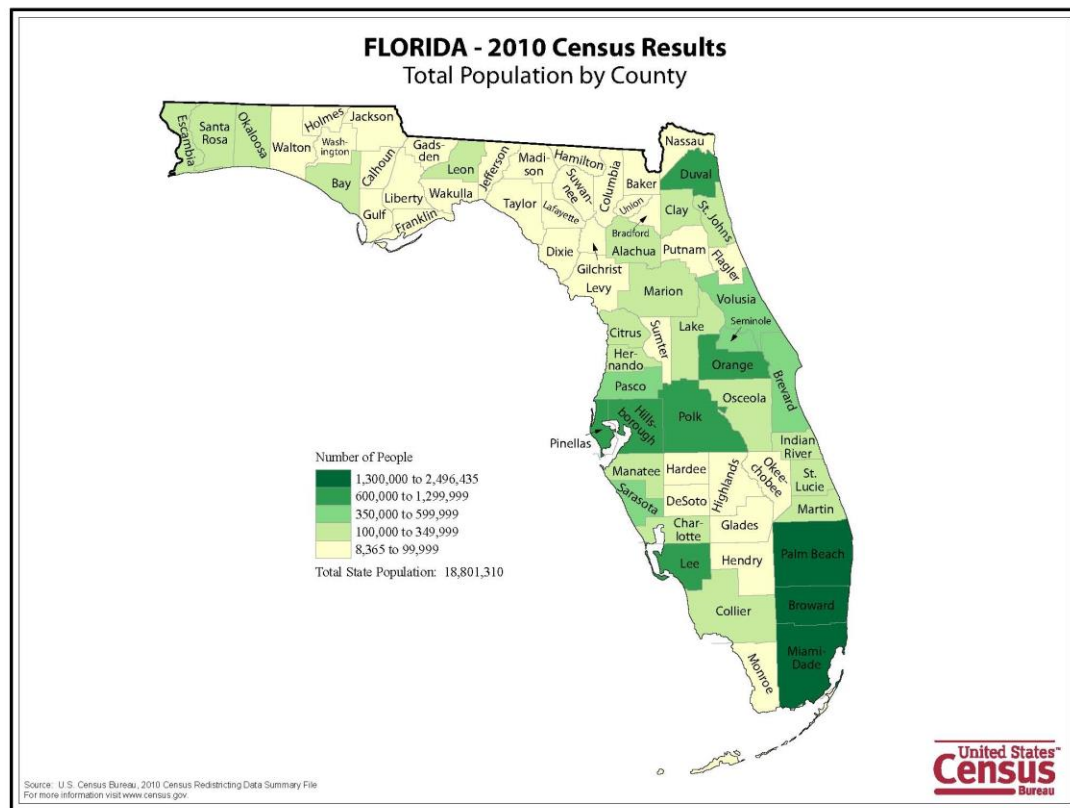 FLORIDA - 2010 Census Results
Total Population by County
Escambia
Santa
Rosa
Okaloosa
Walton
Holmes
Wash-
ington
Jackson
Bay
Calhoun
Gulf
Liberty
Franklin
Gads-
den
Leon
Wakulla
Jefferson
Madi-
son
Taylor
Hamilton
Suwan-
nee
Lafayette
Dixie
Columbia
Baker
Union
Bradford
Nassau
Duval
Clay
St. Johns
Alachua
Putnam
Flagler
Gilchrist
Levy
Marion
Volusia
Seminole
Citrus
Sumter
Lake
Her-
nando
Orange
Pasco
Brevard
Osceola
Pinellas
Hills-
borough
Polk
Indian
River
Manatee
Hardee
Highlands
Okee-
chobee
St.
Lucie
Sarasota
DeSoto
Martin
Char-
lotte
Glades
Lee
Hendry
Palm Beach
Collier
Broward
Monroe
Miami-
Dade
Number of People
1,300,000 to 2,496,435
600,000 to 1,299,999
350,000 to 599,999
100,000 to 349,999
8,365 to 99,999
Total State Population: 18,801,310
Source: U.S. Census Bureau, 2010 Census Redistricting Data Summary File
For more information visit www.census.gov.
United States™
Census
Bureau